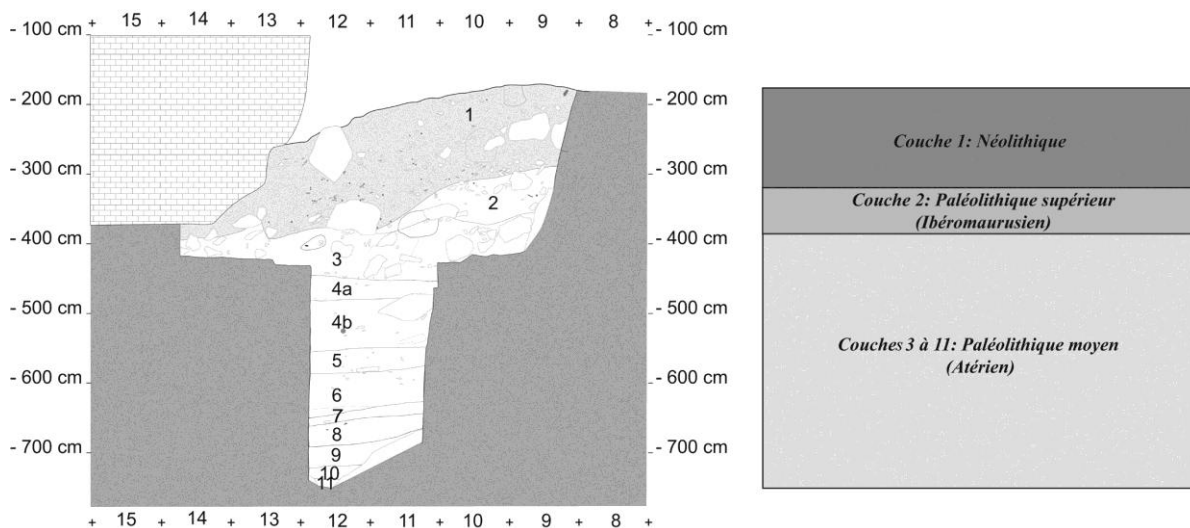 + 15 + 14 + 13 + 12 + 11 + 10 + 9 + 8 +
- 100 cm
- 200 cm
- 300 cm
- 400 cm
- 500 cm
- 600 cm
- 700 cm
1
2
3
4a
4b
5
6
7
8
9
10
11
- 100 cm
- 200 cm
- 300 cm
- 400 cm
- 500 cm
- 600 cm
- 700 cm
+ 15 + 14 + 13 + 12 + 11 + 10 + 9 + 8 +
Couche 1: Néolithique
Couche 2: Paléolithique supérieur
(Ibéromaurusien)
Couches 3 à 11: Paléolithique moyen
(Atérien)